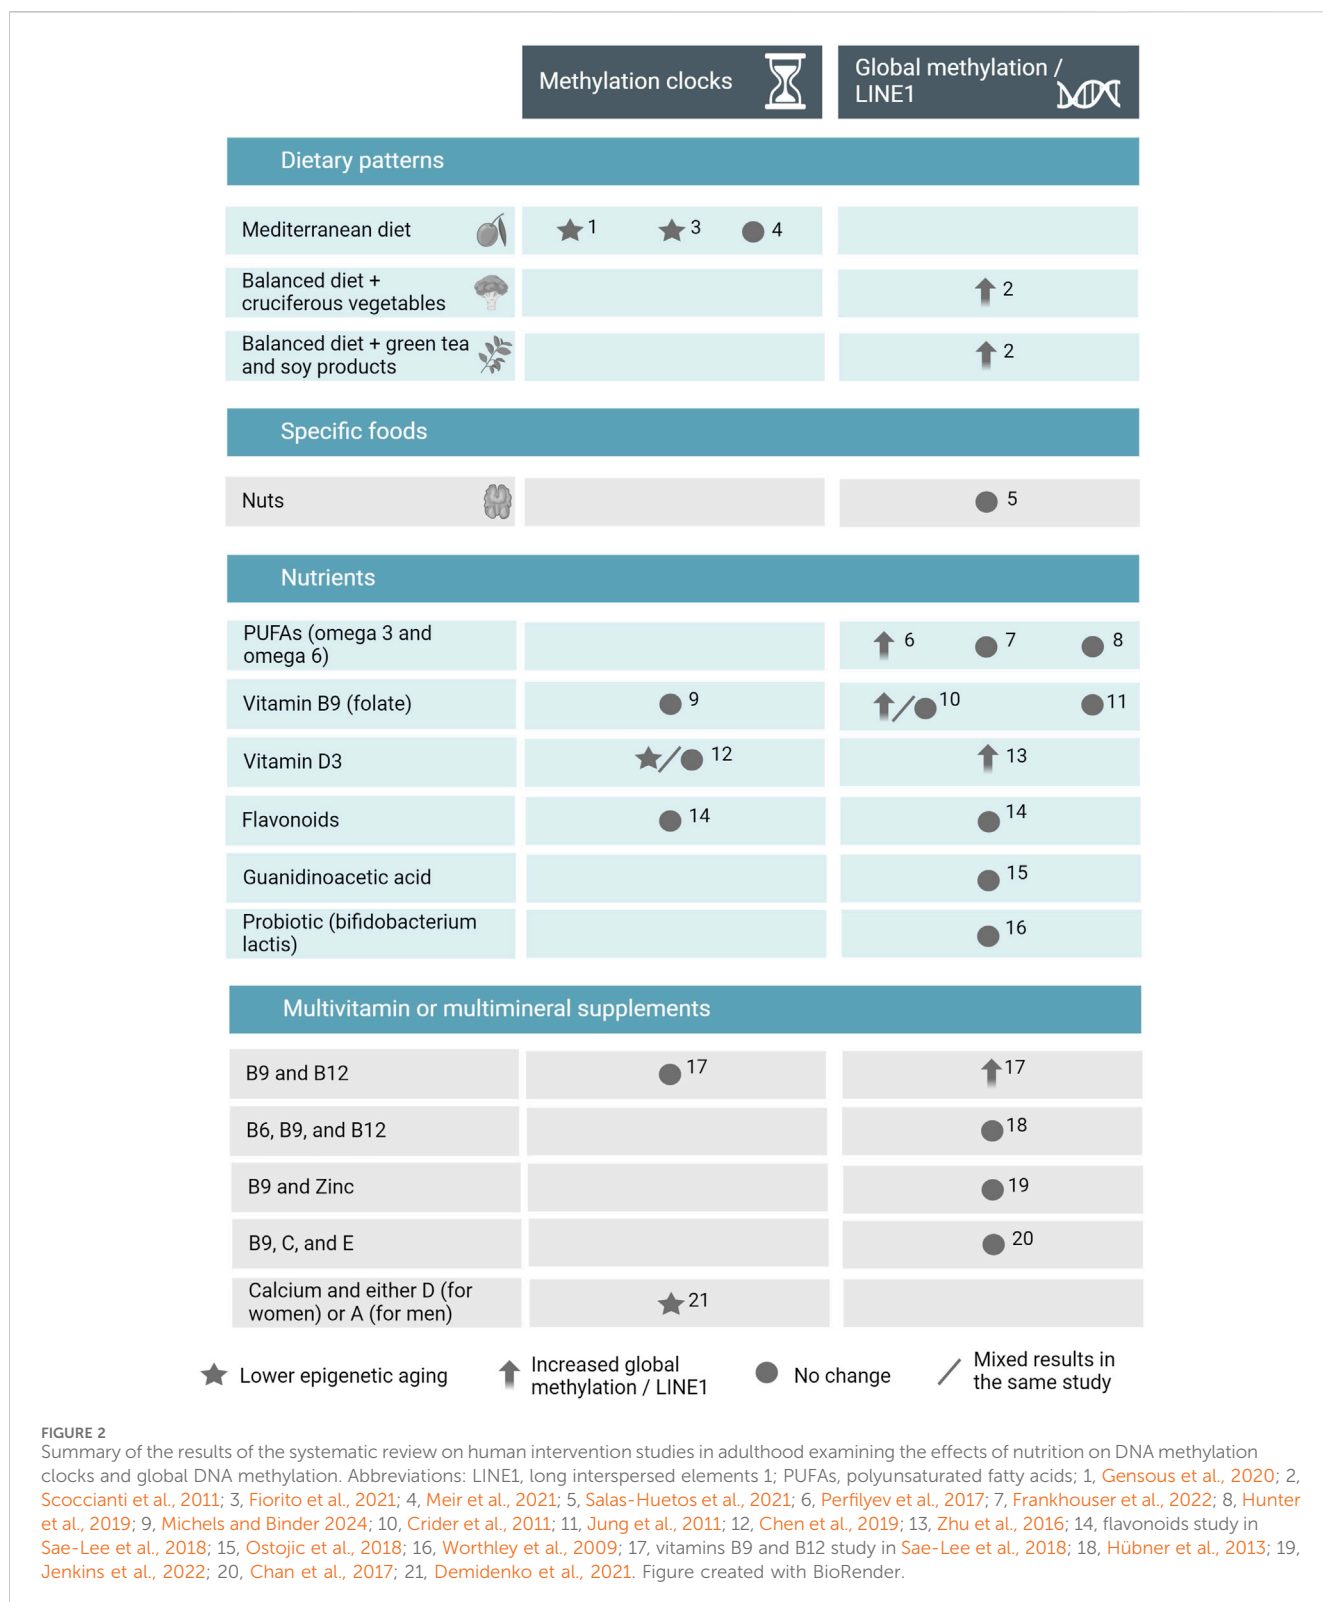 Methylation clocks
Global methylation /
LINE1
Dietary patterns
Mediterranean diet
1
3
4
Balanced diet +
cruciferous vegetables
2
Balanced diet + green tea
and soy products
2
Specific foods
Nuts
5
Nutrients
PUFAs (omega 3 and
omega 6)
6
7
8
Vitamin B9 (folate)
9
10
11
Vitamin D3
12
13
Flavonoids
14
14
Guanidinoacetic acid
15
Probiotic (bifidobacterium
lactis)
16
Multivitamin or multimineral supplements
B9 and B12
17
17
B6, B9, and B12
18
B9 and Zinc
19
B9, C, and E
20
Calcium and either D (for
women) or A (for men)
21
Lower epigenetic aging
Increased global
methylation / LINE1
No change
Mixed results in
the same study
FIGURE 2
Summary of the results of the systematic review on human intervention studies in adulthood examining the effects of nutrition on DNA methylation
clocks and global DNA methylation. Abbreviations: LINE1, long interspersed elements 1; PUFAs, polyunsaturated fatty acids; 1, Gensous et al., 2020; 2,
Scoccianti et al., 2011; 3, Fiorito et al., 2021; 4, Meir et al., 2021; 5, Salas-Huetos et al., 2021; 6, Perfilyev et al., 2017; 7, Frankhouser et al., 2022; 8, Hunter
et al., 2019; 9, Michels and Binder 2024; 10, Crider et al., 2011; 11, Jung et al., 2011; 12, Chen et al., 2019; 13, Zhu et al., 2016; 14, flavonoids study in
Sae-Lee et al., 2018; 15, Ostojic et al., 2018; 16, Worthley et al., 2009; 17, vitamins B9 and B12 study in Sae-Lee et al., 2018; 18, Hübner et al., 2013; 19,
Jenkins et al., 2022; 20, Chan et al., 2017; 21, Demidenko et al., 2021. Figure created with BioRender.